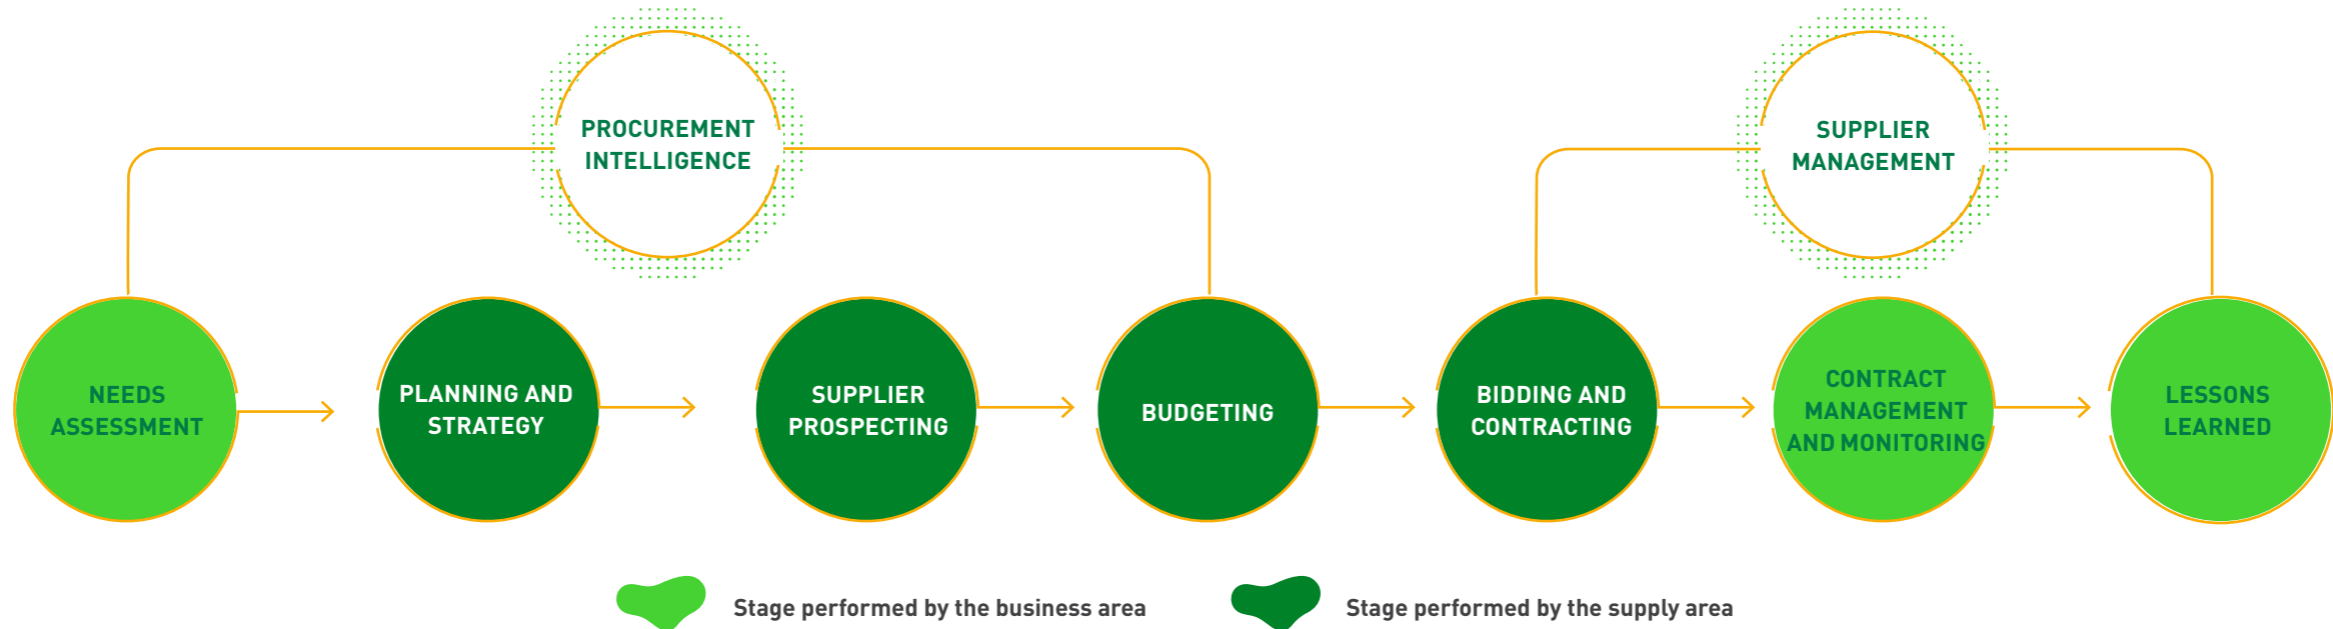 PROCUREMENT
INTELLIGENCE
SUPPLIER
MANAGEMENT
NEEDS
ASSESSMENT
PLANNING AND
STRATEGY
SUPPLIER
PROSPECTING
BUDGETING
BIDDING AND
CONTRACTING
CONTRACT
MANAGEMENT
AND MONITORING
LESSONS
LEARNED
Stage performed by the business area
Stage performed by the supply area